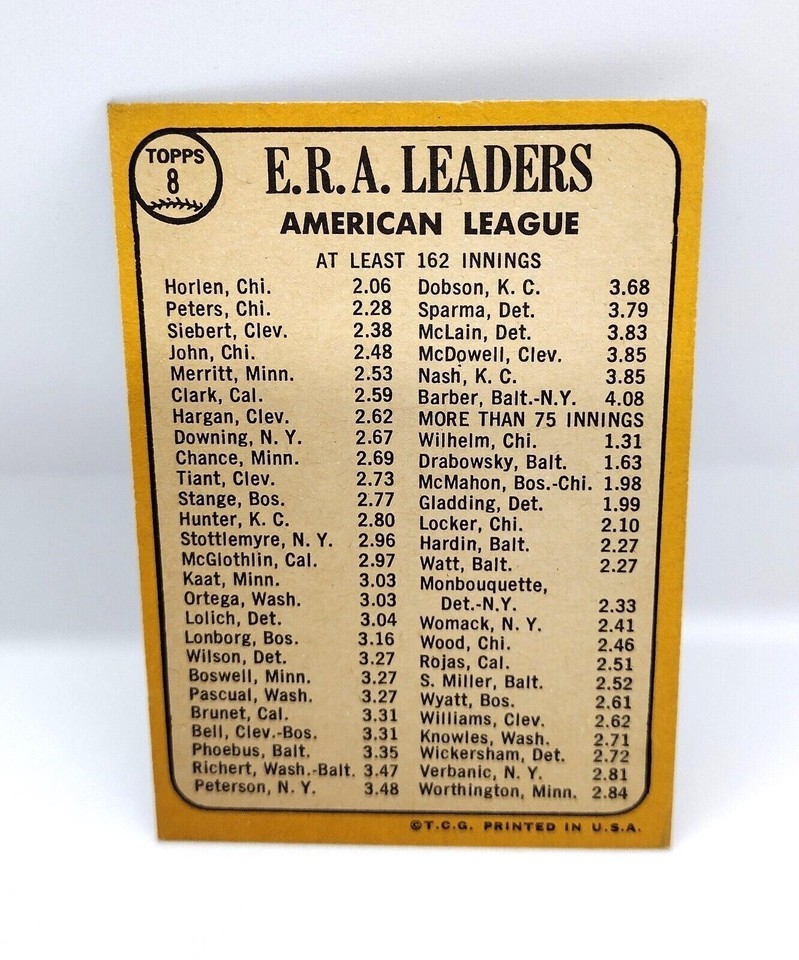 TOPPS
8
E.R.A. LEADERS
AMERICAN LEAGUE
AT LEAST 162 INNINGS
Horlen, Chi. 2.06
Peters, Chi. 2.28
Siebert, Clev. 2.38
John, Chi. 2.48
Merritt, Minn. 2.53
Clark, Cal. 2.59
Hargan, Clev. 2.62
Downing, N. Y. 2.67
Chance, Minn. 2.69
Tiant, Clev. 2.73
Stange, Bos. 2.77
Hunter, K. C. 2.80
Stottlemyre, N. Y. 2.96
McGlothlin, Cal. 2.97
Kaat, Minn. 3.03
Ortega, Wash. 3.03
Lolich, Det. 3.04
Lonborg, Bos. 3.16
Wilson, Det. 3.27
Boswell, Minn. 3.27
Pascual, Wash. 3.27
Brunet, Cal. 3.31
Bell, Clev.-Bos. 3.31
Phoebus, Balt. 3.35
Richert, Wash.-Balt. 3.47
Peterson, N. Y. 3.48
Dobson, K. C. 3.68
Sparma, Det. 3.79
McLain, Det. 3.83
McDowell, Clev. 3.85
Nash, K. C. 3.85
Barber, Balt.-N.Y. 4.08
MORE THAN 75 INNINGS
Wilhelm, Chi. 1.31
Drabowsky, Balt. 1.63
McMahon, Bos.-Chi. 1.98
Gladding, Det. 1.99
Locker, Chi. 2.10
Hardin, Balt. 2.27
Watt, Balt. 2.27
Monbouquette,
Det.-N.Y. 2.33
Womack, N. Y. 2.41
Wood, Chi. 2.46
Rojas, Cal. 2.51
S. Miller, Balt. 2.52
Wyatt, Bos. 2.61
Williams, Clev. 2.62
Knowles, Wash. 2.71
Wickersham, Det. 2.72
Verbanic, N. Y. 2.81
Worthington, Minn. 2.84
©T.C.G. PRINTED IN U.S.A.